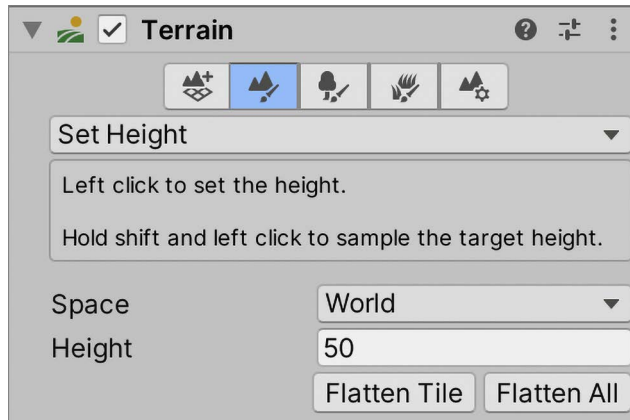 Terrain
Set Height
Left click to set the height.
Hold shift and left click to sample the target height.
Space World
Height 50
Flatten Tile Flatten All